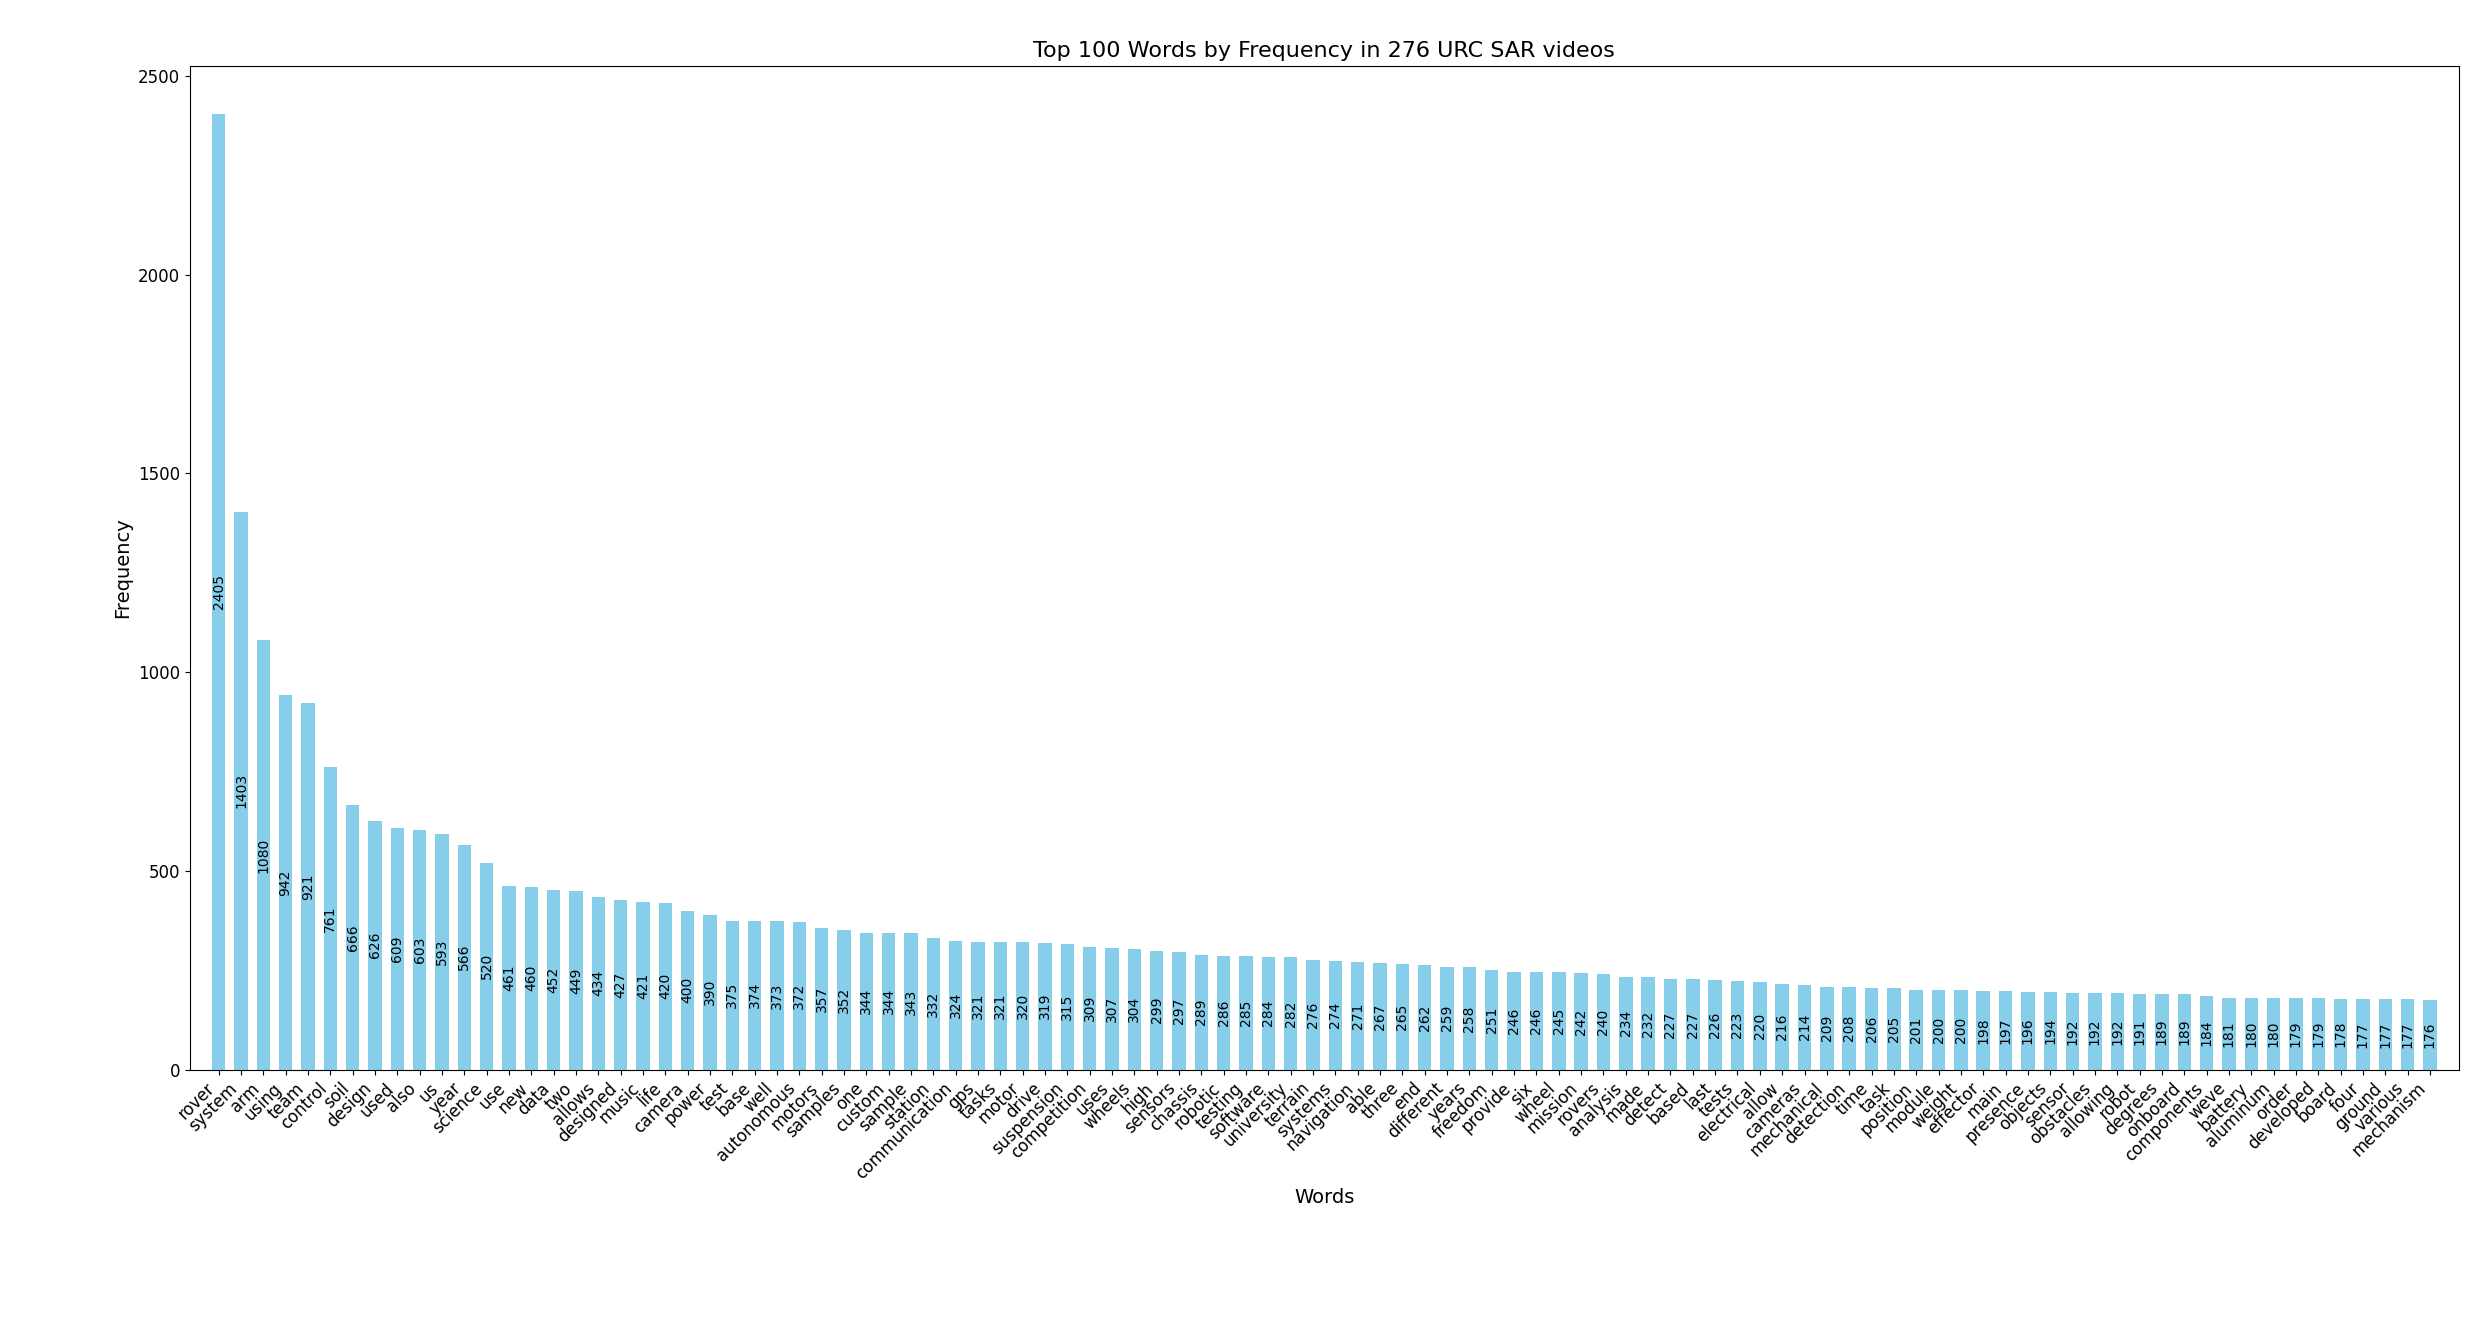 Top 100 Words by Frequency in 276 URC SAR videos
2500
2000
1500
1000
500
0
Frequency
2405
1403
1080
942
921
761
666
626
609
603
593
566
520
461
460
452
449
434
427
421
420
400
390
375
374
373
372
357
352
344
344
343
332
324
321
321
320
319
315
309
307
304
299
297
289
286
285
284
282
276
274
271
267
265
262
259
258
251
246
246
245
242
240
234
232
227
227
226
223
220
216
214
209
208
206
205
201
200
200
198
197
196
194
192
192
192
191
189
189
184
181
180
180
179
179
178
177
177
177
176
rover
system
arm
using
team
control
soil
design
used
also
us
year
science
use
new
data
two
allows
designed
music
life
camera
power
test
base
well
autonomous
motors
samples
one
custom
sample
station
communication
gps
tasks
motor
drive
suspension
competition
uses
wheels
high
sensors
chassis
robotic
testing
software
university
terrain
systems
navigation
able
three
end
different
years
freedom
provide
six
wheel
mission
rovers
analysis
made
detect
based
last
tests
electrical
allow
cameras
mechanical
detection
time
task
position
module
weight
effector
main
presence
objects
sensor
obstacles
allowing
robot
degrees
onboard
components
weve
battery
aluminum
order
developed
board
four
ground
various
mechanism
Words